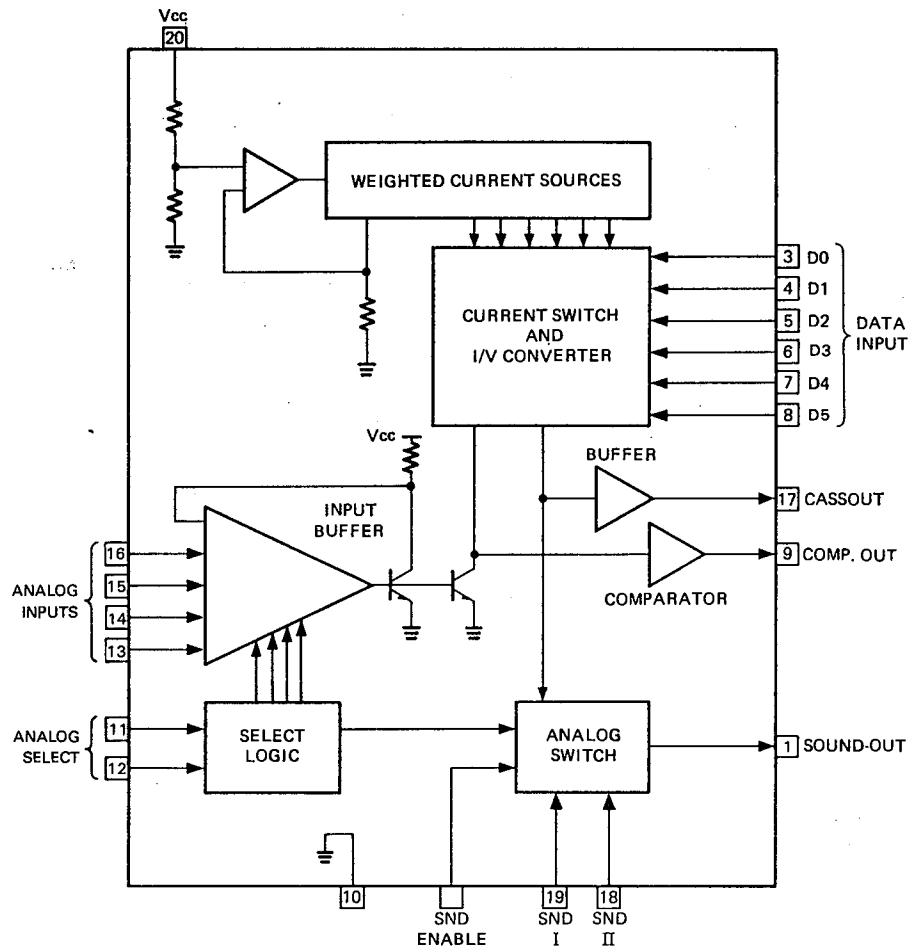 Vcc
20
WEIGHTED CURRENT SOURCES
CURRENT SWITCH
AND
I/V CONVERTER
3 D0
4 D1
5 D2
6 D3
7 D4
8 D5
DATA
INPUT
Vcc
INPUT
BUFFER
BUFFER
17 CASSOUT
9 COMP. OUT
COMPARATOR
ANALOG
INPUTS
16
15
14
13
ANALOG
SELECT
11
12
SELECT
LOGIC
ANALOG
SWITCH
1 SOUND-OUT
10
SND
ENABLE
19
SND
I
18
SND
II